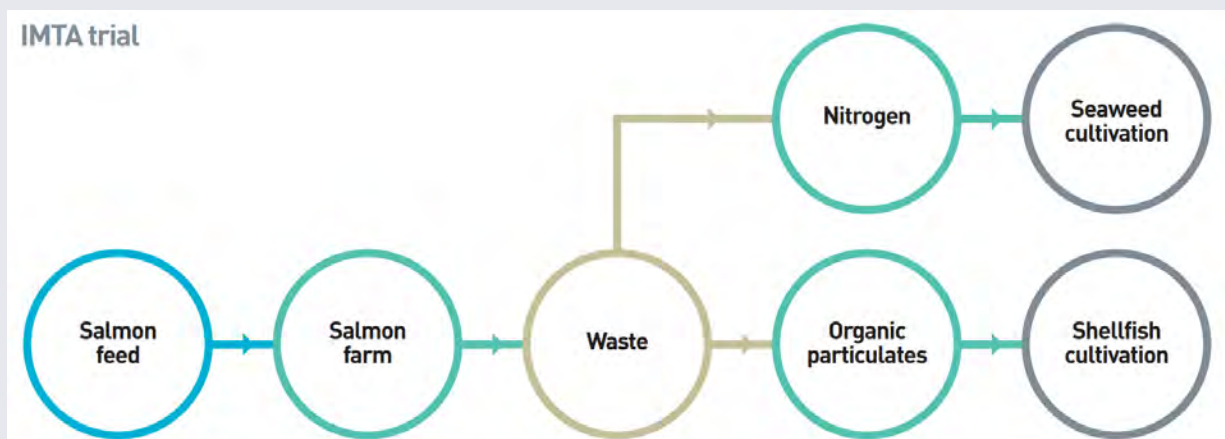 IMTA trial
Nitrogen
Seaweed
cultivation
Salmon
feed
Salmon
farm
Waste
Organic
particulates
Shellfish
cultivation